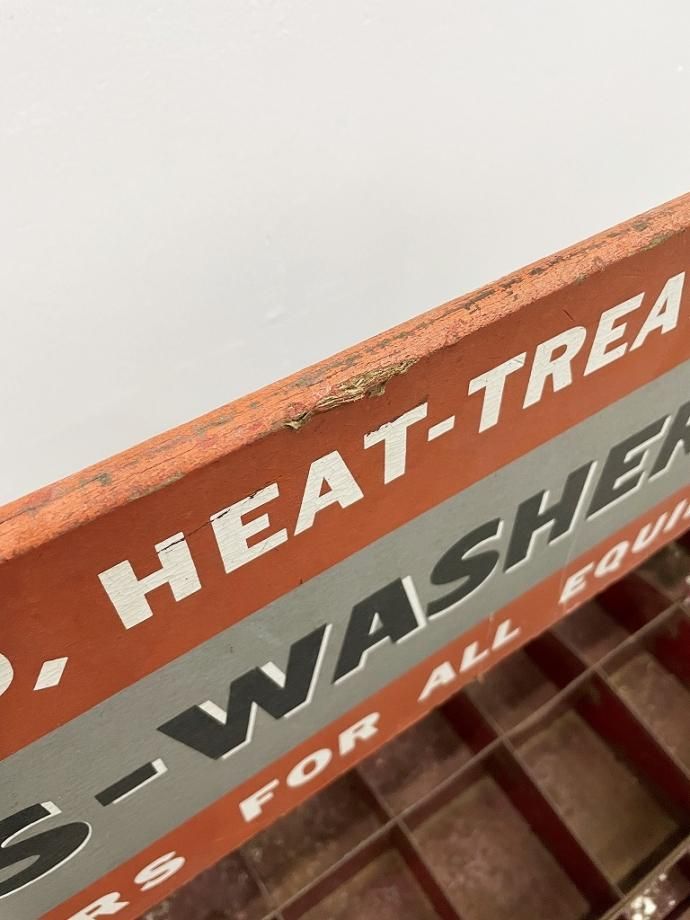 . HEAT-TREA
S-WASHER
RS FOR ALL EQUI